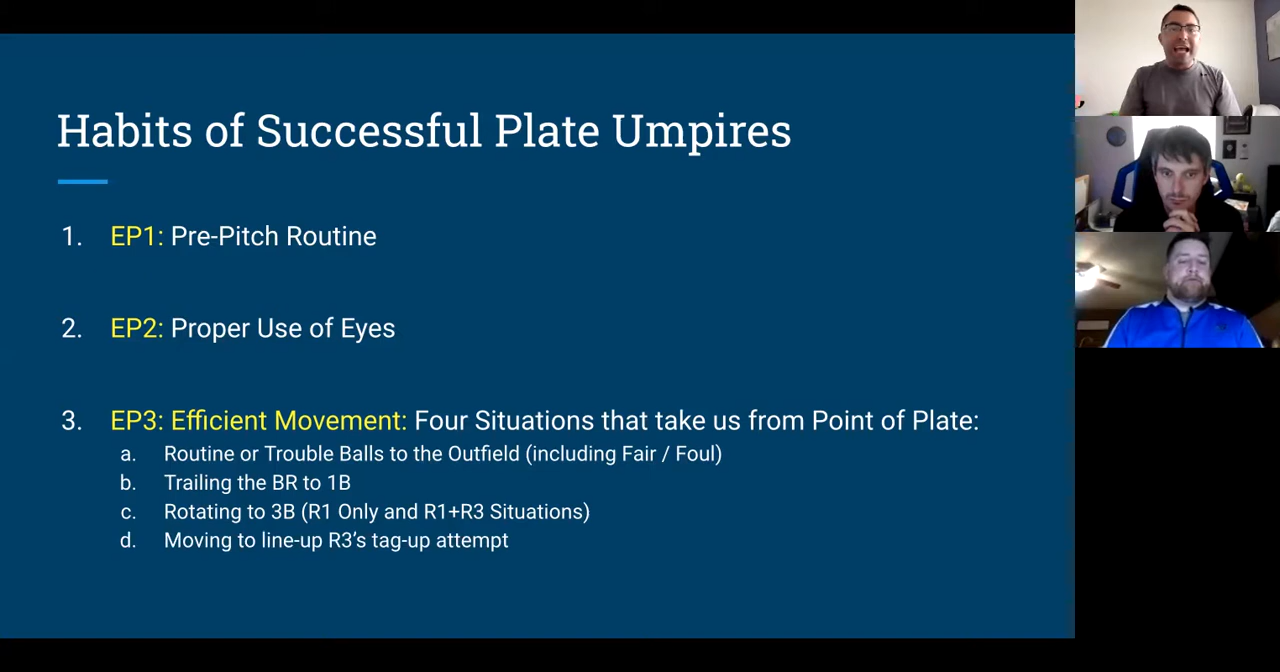 Habits of Successful Plate Umpires
1. EP1: Pre-Pitch Routine
2. EP2: Proper Use of Eyes
3. EP3: Efficient Movement: Four Situations that take us from Point of Plate:
a. Routine or Trouble Balls to the Outfield (including Fair / Foul)
b. Trailing the BR to 1B
c. Rotating to 3B (R1 Only and R1+R3 Situations)
d. Moving to line-up R3's tag-up attempt